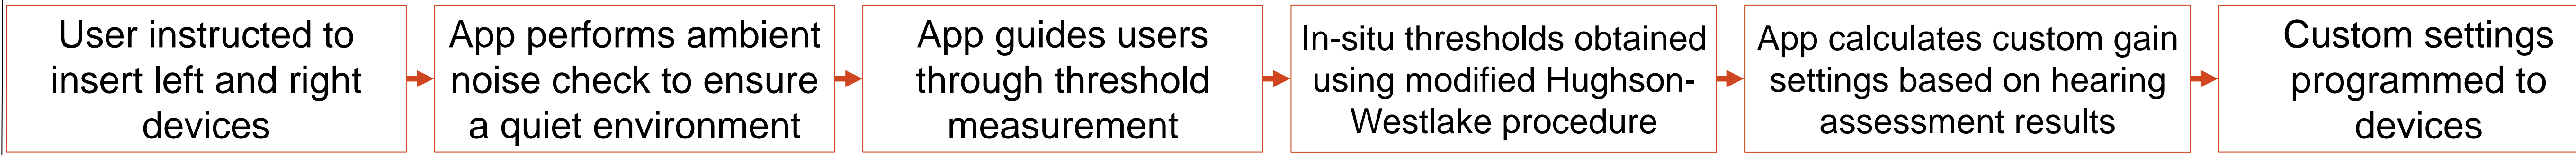 User instructed to
insert left and right
devices
App performs ambient
noise check to ensure
a quiet environment
App guides users
through threshold
measurement
In-situ thresholds obtained
using modified Hughson-
Westlake procedure
App calculates custom gain
settings based on hearing
assessment results
Custom settings
programmed to
devices